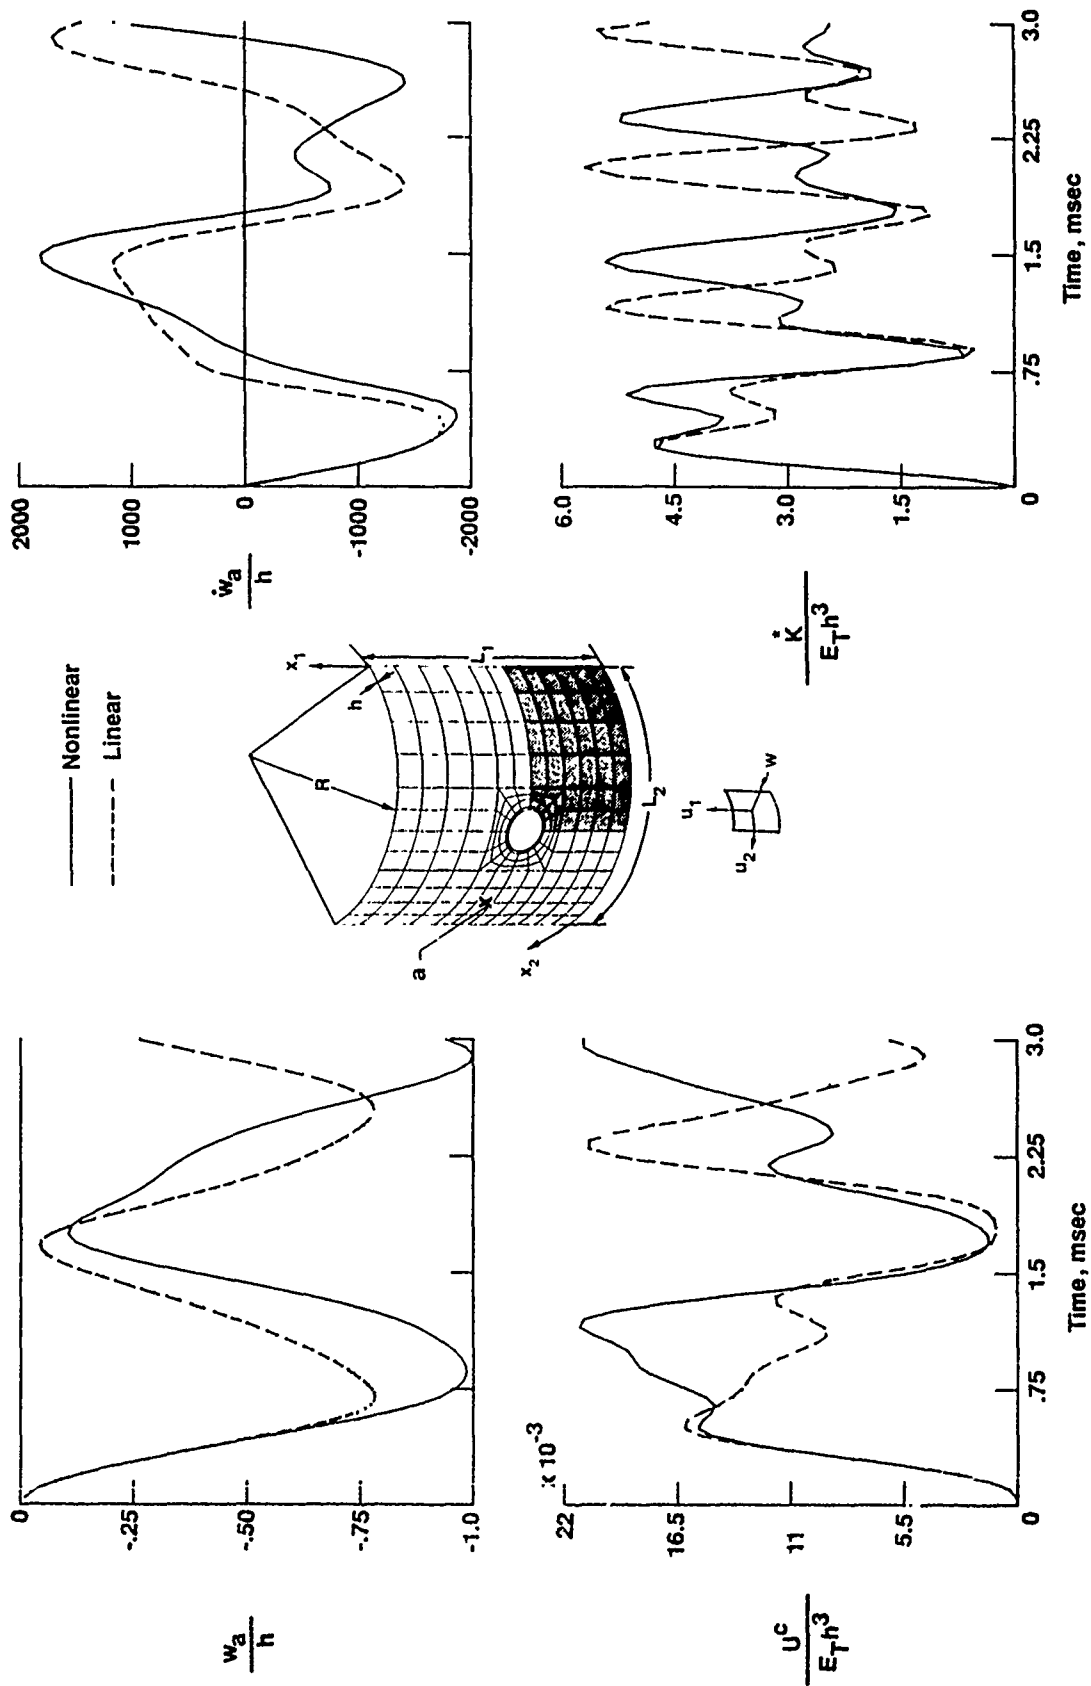 Nonlinear
Linear
w_a
h
0
-.25
-.50
-.75
-1.0
ẇ_a
h
2000
1000
0
-1000
-2000
a
x_2
x_1
h
R
L_1
L_2
u_1
u_2
w
U^c
E_T h^3
x 10^-3
22
16.5
11
5.5
0
.75
1.5
2.25
3.0
Time, msec
K^*
E_T h^3
6.0
4.5
3.0
1.5
0
.75
1.5
2.25
3.0
Time, msec